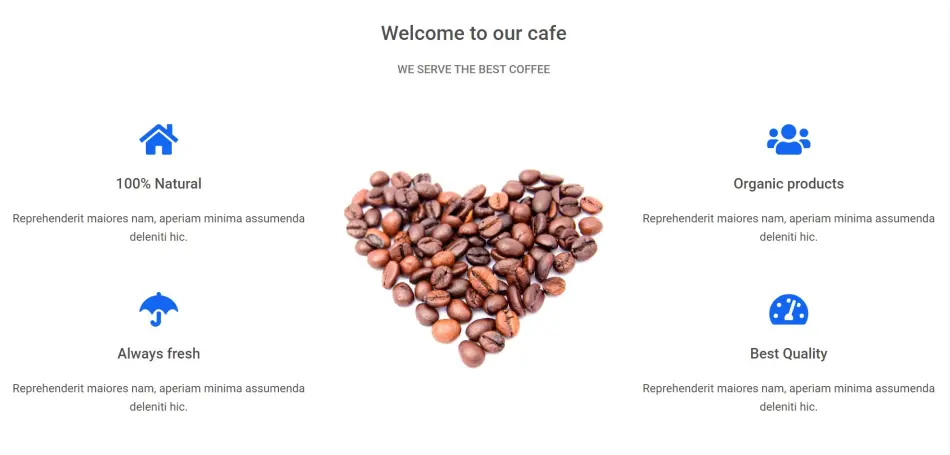 Welcome to our cafe
WE SERVE THE BEST COFFEE
100% Natural
Reprehenderit maiores nam, aperiam minima assumenda
deleniti hic.
Always fresh
Reprehenderit maiores nam, aperiam minima assumenda
deleniti hic.
Organic products
Reprehenderit maiores nam, aperiam minima assumenda
deleniti hic.
Best Quality
Reprehenderit maiores nam, aperiam minima assumenda
deleniti hic.